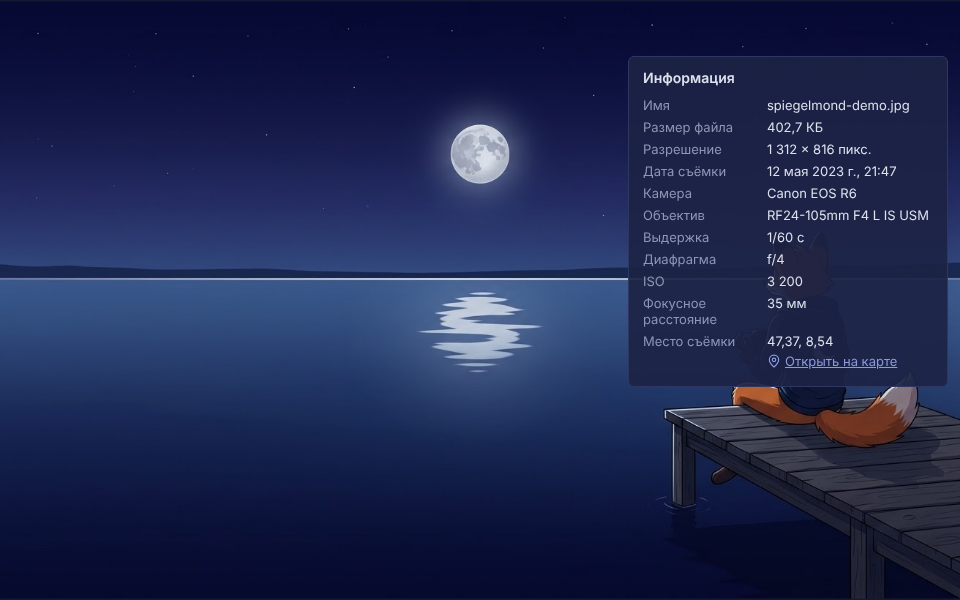 Информация
Имя spiegelmond-demo.jpg
Размер файла 402,7 КБ
Разрешение 1 312 × 816 пикс.
Дата съёмки 12 мая 2023 г., 21:47
Камера Canon EOS R6
Объектив RF24-105mm F4 L IS USM
Выдержка 1/60 с
Диафрагма f/4
ISO 3 200
Фокусное расстояние 35 мм
Место съёмки 47,37, 8,54
Открыть на карте